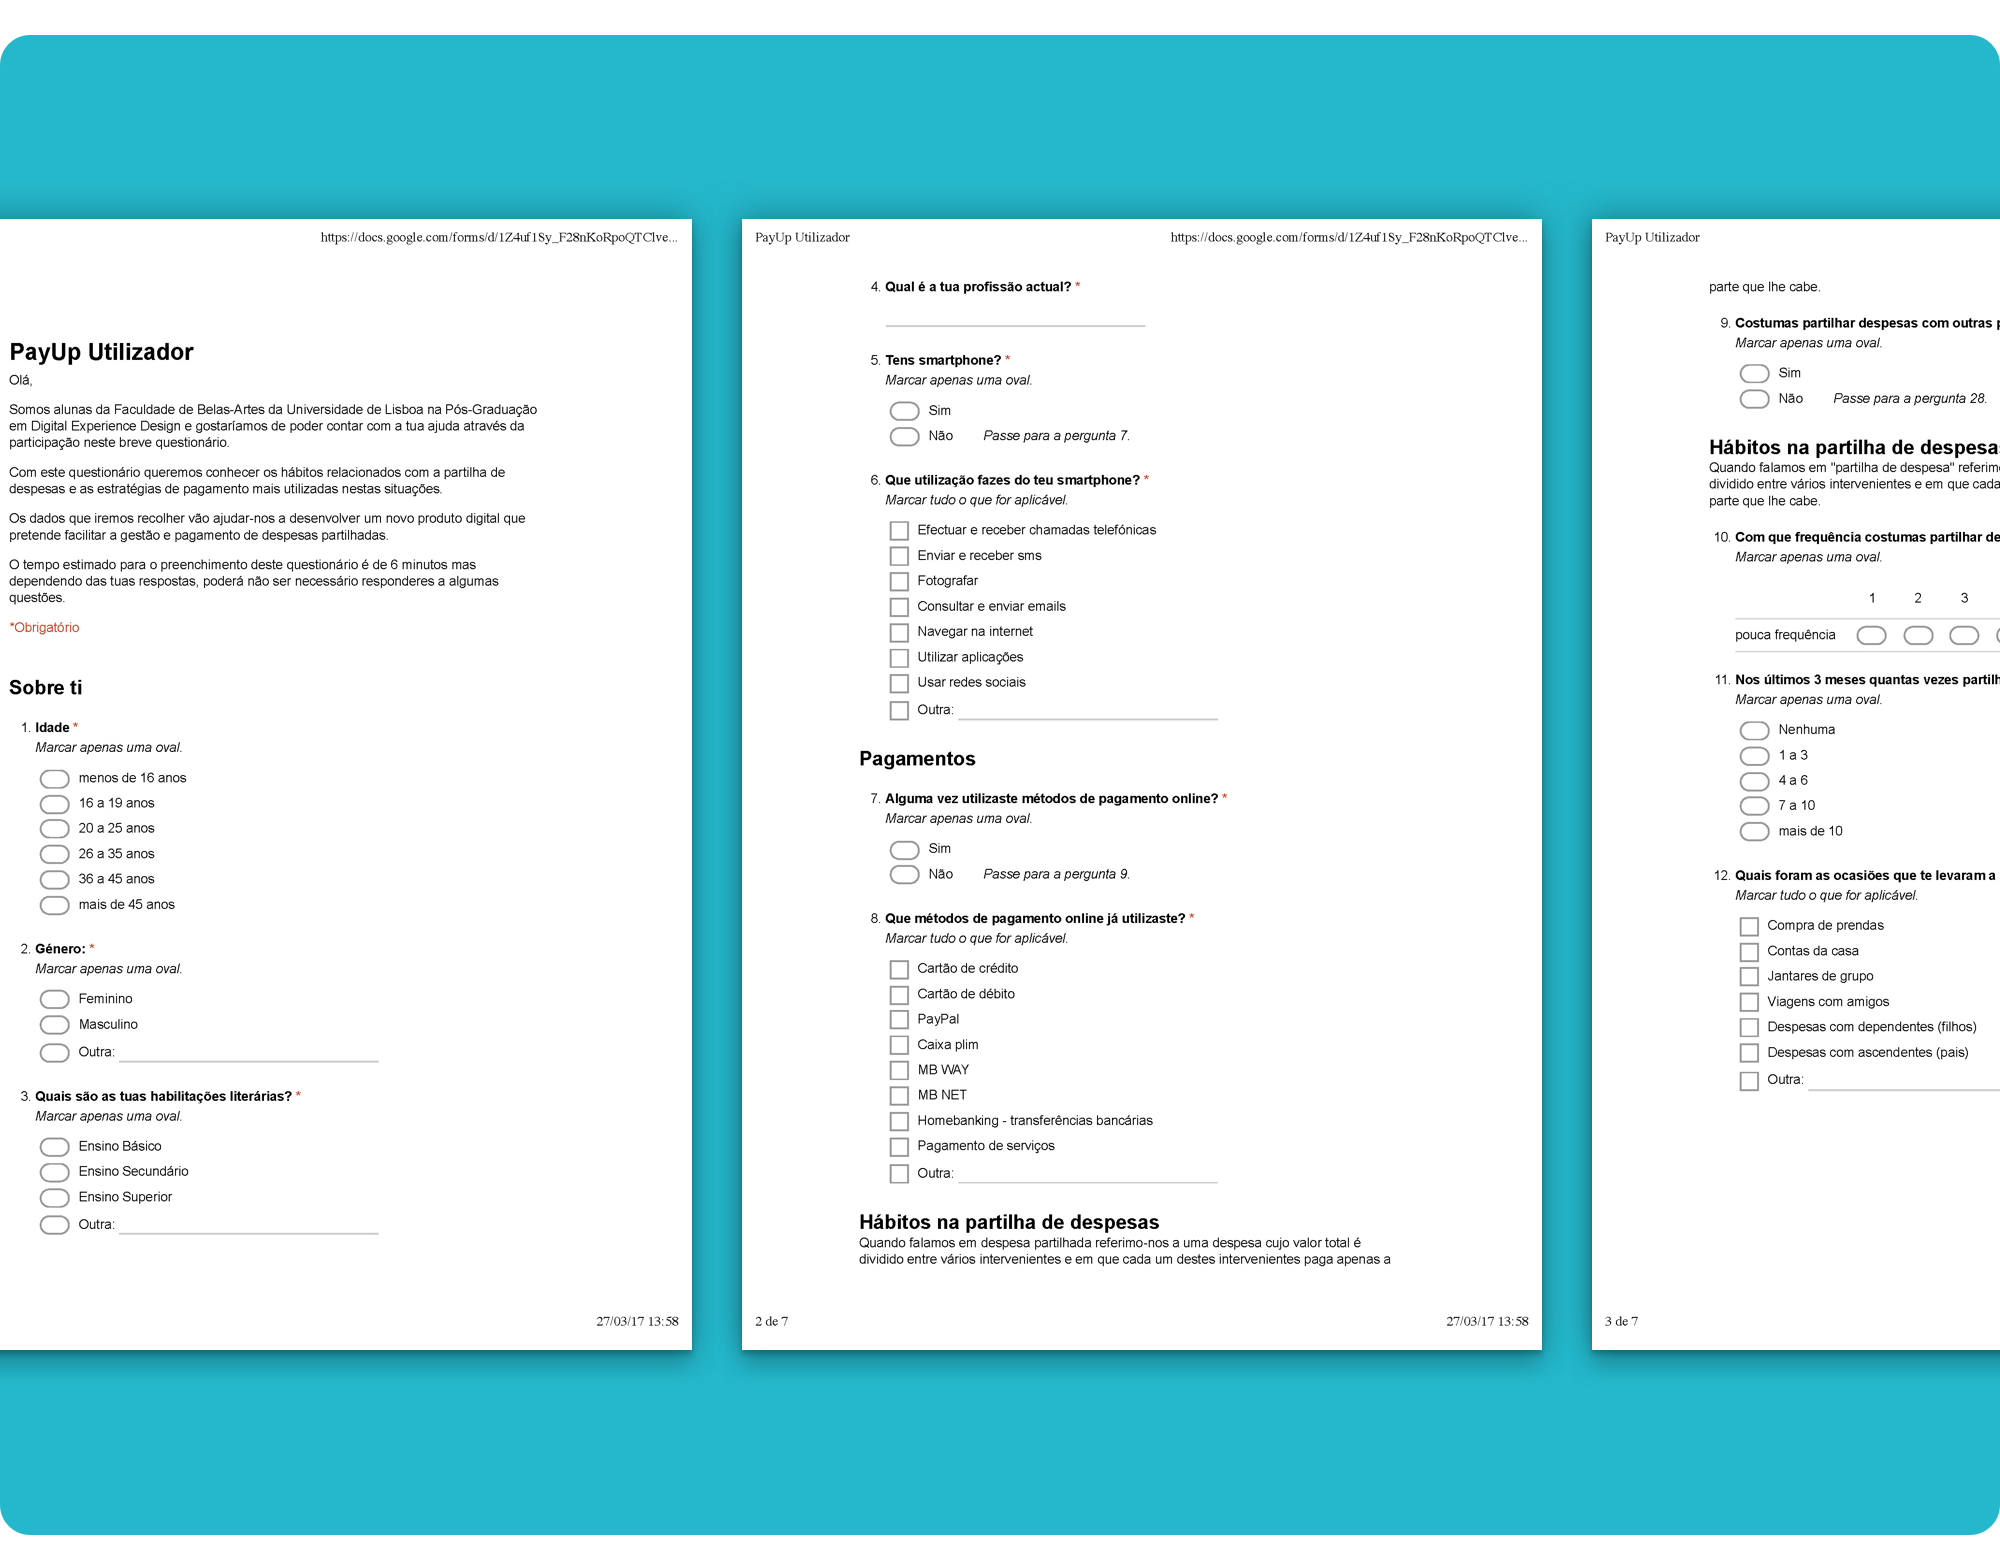 https://docs.google.com/forms/d/1Z4uf1Sy_F28nKoRpoQTClve...
PayUp Utilizador
Olá,
Somos alunas da Faculdade de Belas-Artes da Universidade de Lisboa na Pós-Graduação
em Digital Experience Design e gostaríamos de poder contar com a tua ajuda através da
participação neste breve questionário.
Com este questionário queremos conhecer os hábitos relacionados com a partilha de
despesas e as estratégias de pagamento mais utilizadas nestas situações.
Os dados que iremos recolher vão ajudar-nos a desenvolver um novo produto digital que
pretende facilitar a gestão e pagamento de despesas partilhadas.
O tempo estimado para o preenchimento deste questionário é de 6 minutos mas
dependendo das tuas respostas, poderá não ser necessário responderes a algumas
questões.
*Obrigatório
Sobre ti
1. Idade *
Marcar apenas uma oval.
menos de 16 anos
16 a 19 anos
20 a 25 anos
26 a 35 anos
36 a 45 anos
mais de 45 anos
2. Género: *
Marcar apenas uma oval.
Feminino
Masculino
Outra:
3. Quais são as tuas habilitações literárias? *
Marcar apenas uma oval.
Ensino Básico
Ensino Secundário
Ensino Superior
Outra:
27/03/17 13:58
PayUp Utilizador https://docs.google.com/forms/d/1Z4uf1Sy_F28nKoRpoQTClve...
4. Qual é a tua profissão actual? *
5. Tens smartphone? *
Marcar apenas uma oval.
Sim
Não Passe para a pergunta 7.
6. Que utilização fazes do teu smartphone? *
Marcar tudo o que for aplicável.
Efectuar e receber chamadas telefónicas
Enviar e receber sms
Fotografar
Consultar e enviar emails
Navegar na internet
Utilizar aplicações
Usar redes sociais
Outra:
Pagamentos
7. Alguma vez utilizaste métodos de pagamento online? *
Marcar apenas uma oval.
Sim
Não Passe para a pergunta 9.
8. Que métodos de pagamento online já utilizaste? *
Marcar tudo o que for aplicável.
Cartão de crédito
Cartão de débito
PayPal
Caixa plim
MB WAY
MB NET
Homebanking - transferências bancárias
Pagamento de serviços
Outra:
Hábitos na partilha de despesas
Quando falamos em despesa partilhada referimo-nos a uma despesa cujo valor total é
dividido entre vários intervenientes e em que cada um destes intervenientes paga apenas a
2 de 7 27/03/17 13:58
PayUp Utilizador
parte que lhe cabe.
9. Costumas partilhar despesas com outras
Marcar apenas uma oval.
Sim
Não Passe para a pergunta 28.
Hábitos na partilha de despesas
Quando falamos em "partilha de despesa"
dividido entre vários intervenientes e em que cada
parte que lhe cabe.
10. Com que frequência costumas partilhar
Marcar apenas uma oval.
1 2 3
pouca frequência
11. Nos últimos 3 meses quantas vezes
Marcar apenas uma oval.
Nenhuma
1 a 3
4 a 6
7 a 10
mais de 10
12. Quais foram as ocasiões que te levaram a
Marcar tudo o que for aplicável.
Compra de prendas
Contas da casa
Jantares de grupo
Viagens com amigos
Despesas com dependentes (filhos)
Despesas com ascendentes (pais)
Outra:
3 de 7